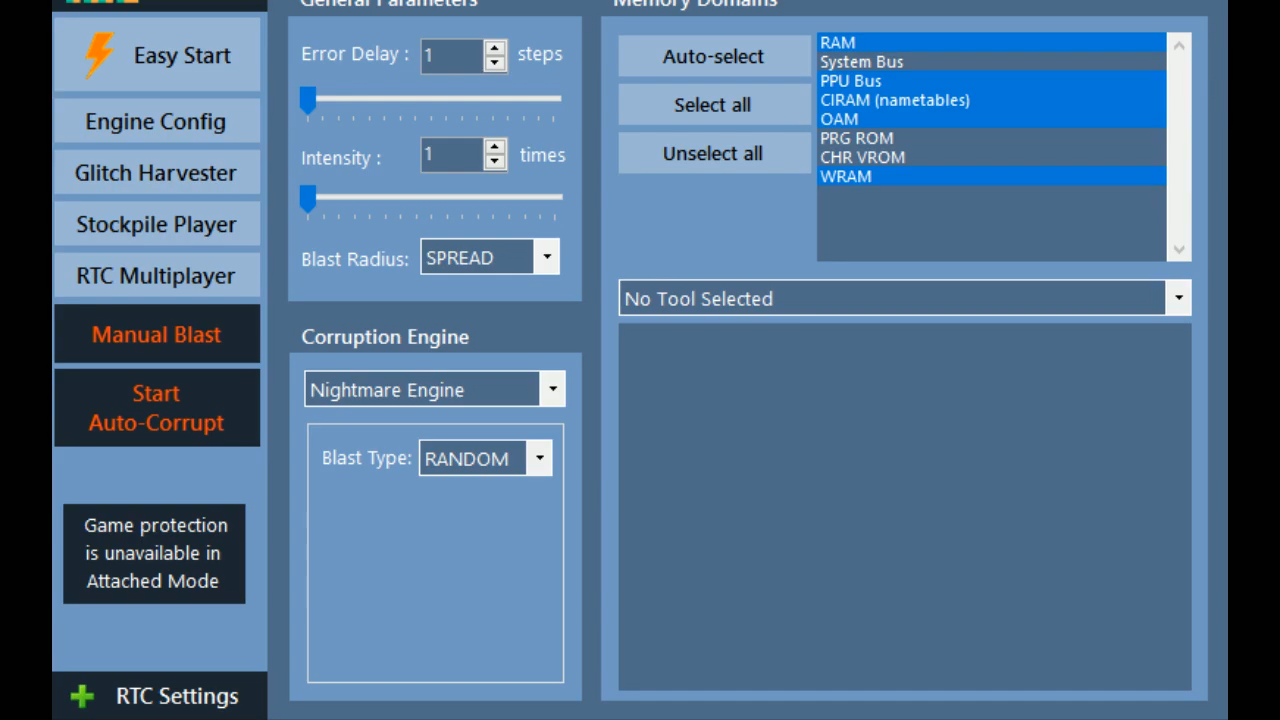 General Parameters
Memory Domains
Easy Start
Engine Config
Glitch Harvester
Stockpile Player
RTC Multiplayer
Manual Blast
Start
Auto-Corrupt
Game protection
is unavailable in
Attached Mode
RTC Settings
Error Delay :
1
steps
Intensity :
1
times
Blast Radius:
SPREAD
Corruption Engine
Nightmare Engine
Blast Type:
RANDOM
Auto-select
Select all
Unselect all
RAM
System Bus
PPU Bus
CIRAM (nametables)
OAM
PRG ROM
CHR VROM
WRAM
No Tool Selected